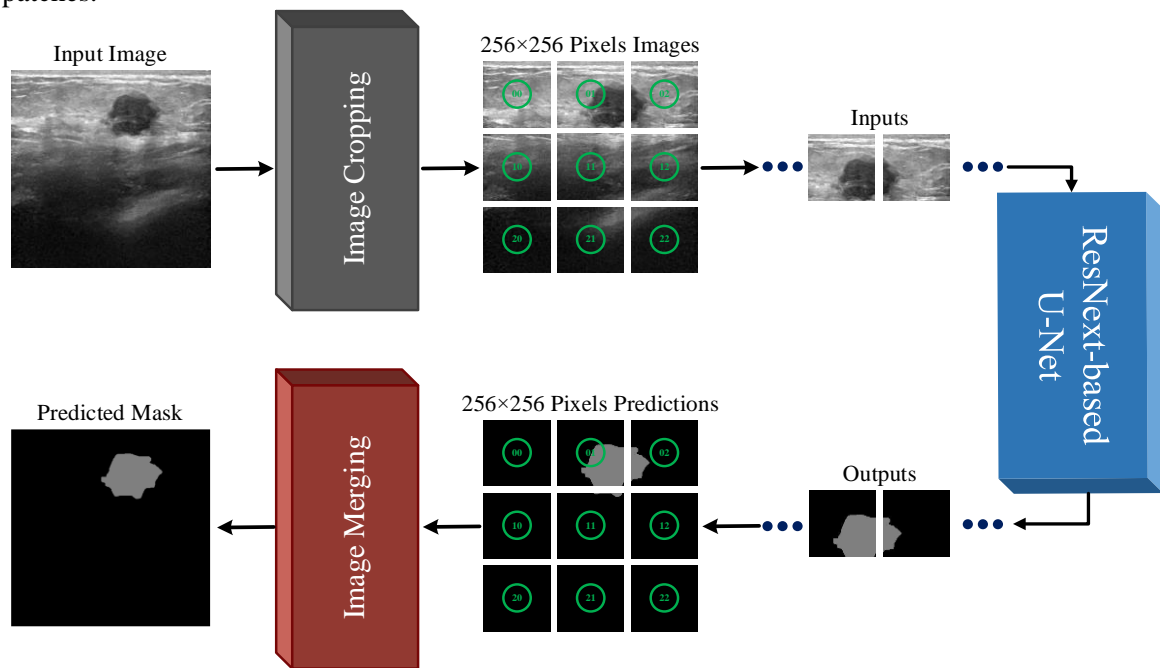 patches.
Input Image
Image Cropping
256×256 Pixels Images
00
01
02
10
11
12
20
21
22
Inputs
ResNext-based
U-Net
Predicted Mask
Image Merging
256×256 Pixels Predictions
00
01
02
10
11
12
20
21
22
Outputs